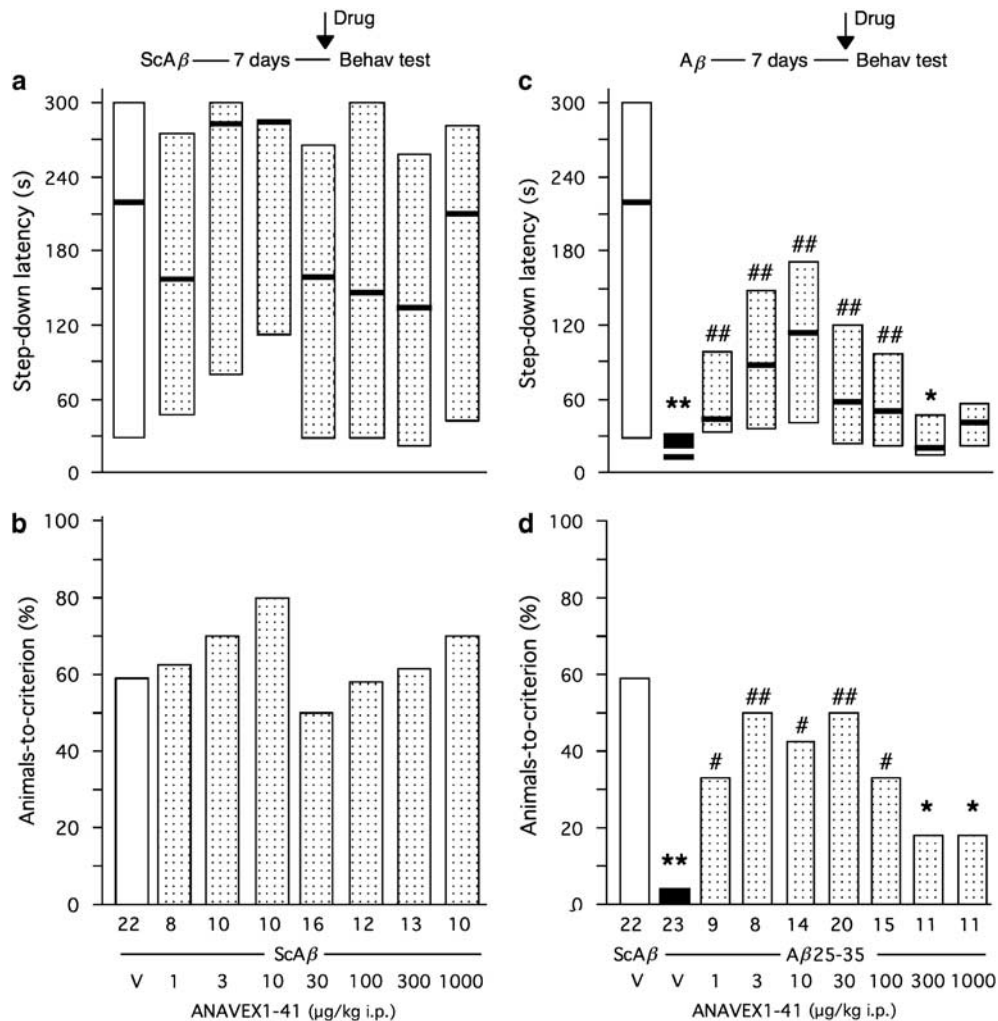 Drug
ScAβ 7 days Behav test
a
300
240
180
120
60
0
Step-down latency (s)
b
100
80
60
40
20
0
Animals-to-criterion (%)
22 8 10 10 16 12 13 10
ScAβ
V 1 3 10 30 100 300 1000
ANAVEX1-41 (µg/kg i.p.)
Drug
Aβ 7 days Behav test
c
300
240
180
120
60
0
Step-down latency (s)
** ## ## ## ## ## *
d
100
80
60
40
20
0
Animals-to-criterion (%)
** # ## # ## # * *
22 23 9 8 14 20 15 11 11
ScAβ Aβ25-35
V V 1 3 10 30 100 300 1000
ANAVEX1-41 (µg/kg i.p.)